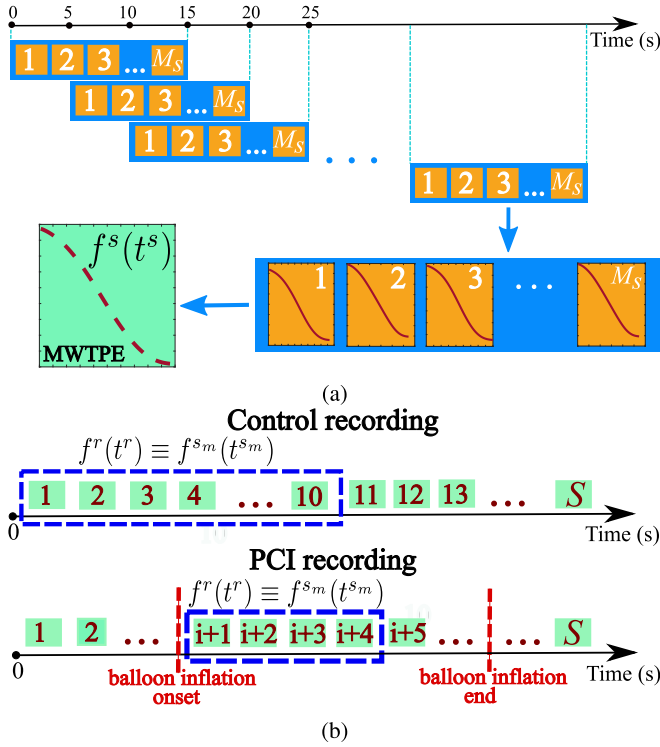 0 5 10 15 20 25
Time (s)
1 2 3 ... M_S
1 2 3 ... M_S
1 2 3 ... M_S
. . .
1 2 3 ... M_S
f^s(t^s)
MWTPE
1 2 3 ... M_S
(a)
Control recording
f^r(t^r) ≡ f^{s_m}(t^{s_m})
1 2 3 4 ... 10 11 12 13 ... S
0
Time (s)
PCI recording
f^r(t^r) ≡ f^{s_m}(t^{s_m})
1 2 ... i+1 i+2 i+3 i+4 i+5 ... ... S
0
Time (s)
balloon inflation
onset
balloon inflation
end
(b)